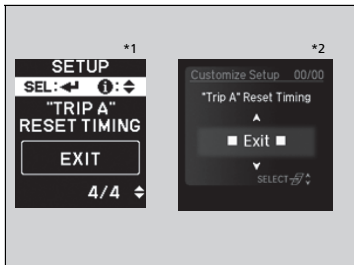 *1
SETUP
SEL: i:
"TRIP A"
RESET TIMING
EXIT
4/4
*2
Customize Setup 00/00
"Trip A" Reset Timing
Exit
SELECT